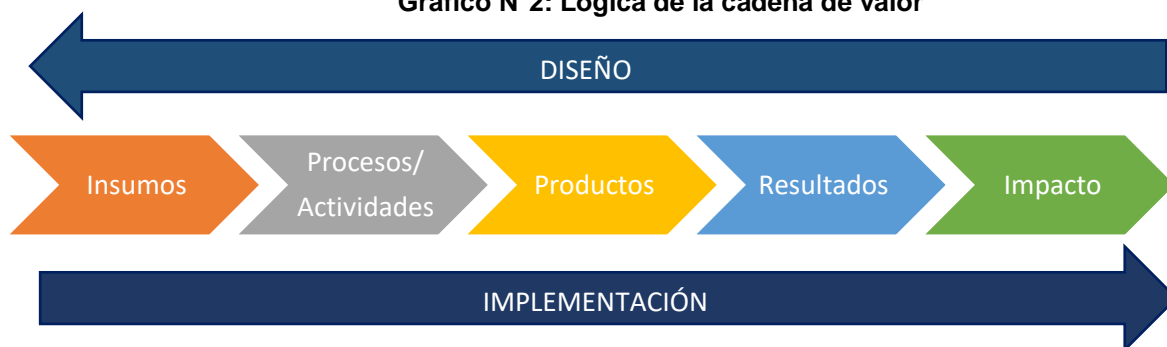 Gráfico N°2: Lógica de la cadena de valor
DISEÑO
Insumos
Procesos/
Actividades
Productos
Resultados
Impacto
IMPLEMENTACIÓN